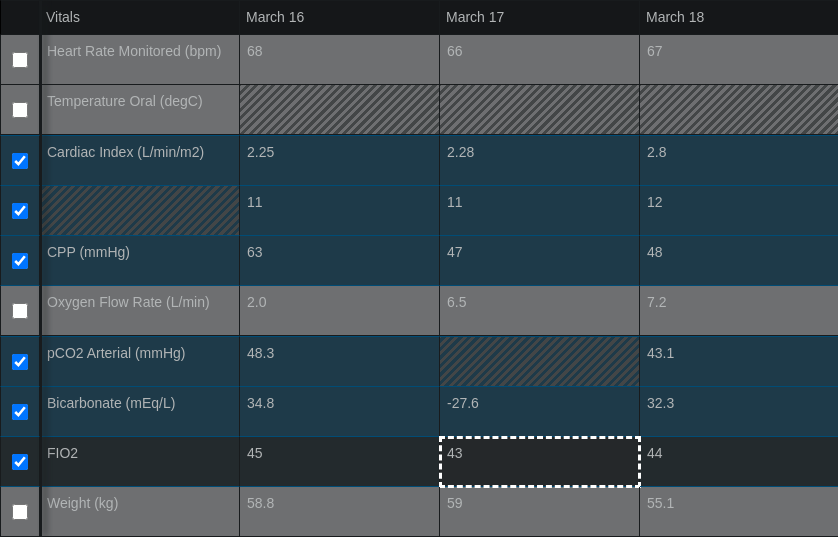 Vitals March 16 March 17 March 18
Heart Rate Monitored (bpm) 68 66 67
Temperature Oral (degC)
Cardiac Index (L/min/m2) 2.25 2.28 2.8
11 11 12
CPP (mmHg) 63 47 48
Oxygen Flow Rate (L/min) 2.0 6.5 7.2
pCO2 Arterial (mmHg) 48.3 43.1
Bicarbonate (mEq/L) 34.8 -27.6 32.3
FIO2 45 43 44
Weight (kg) 58.8 59 55.1